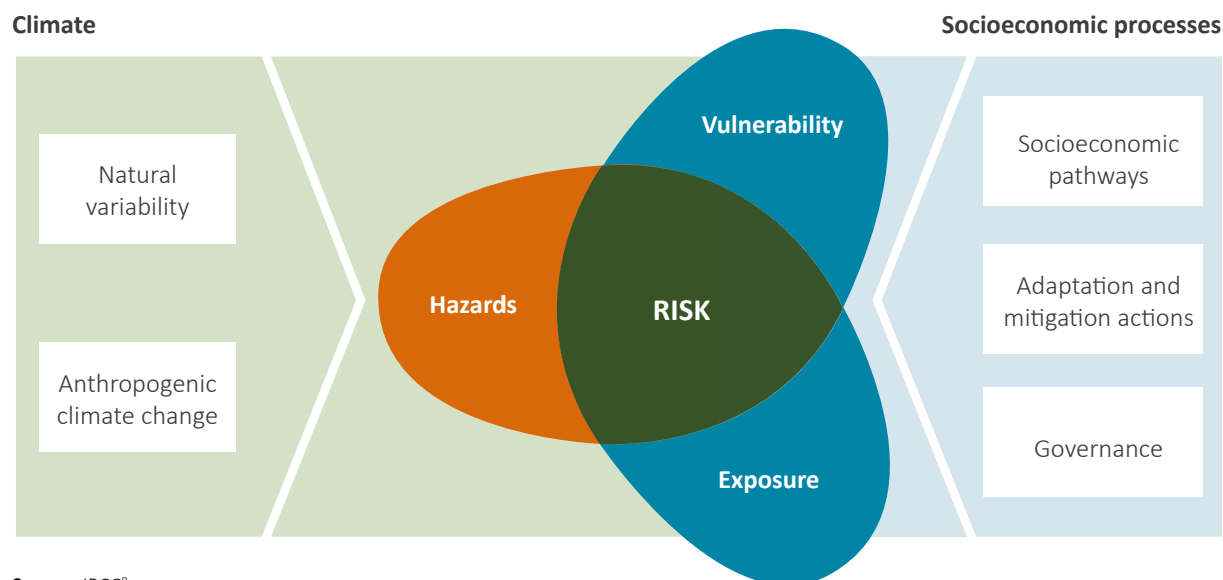 Climate
Socioeconomic processes
Natural
variability
Anthropogenic
climate change
Hazards
RISK
Vulnerability
Exposure
Socioeconomic
pathways
Adaptation and
mitigation actions
Governance